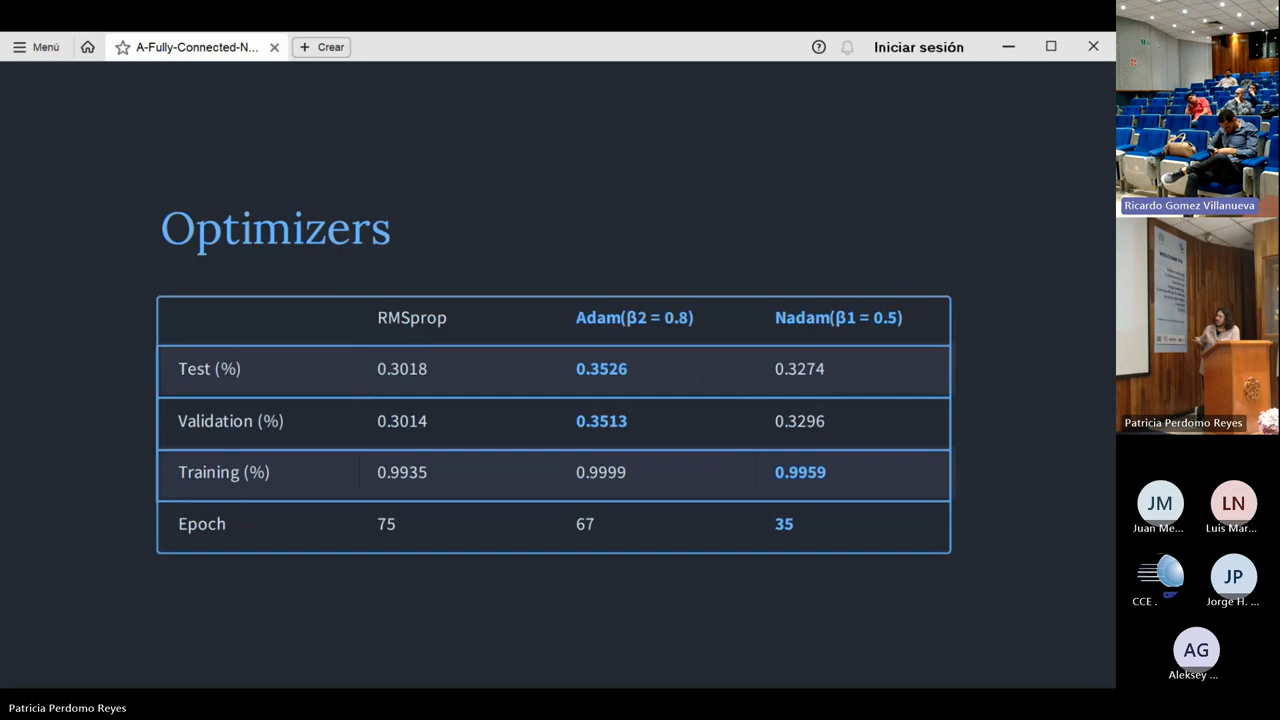 Menú
A-Fully-Connected-N...
Crear
Iniciar sesión
Optimizers
RMSprop Adam(β2 = 0.8) Nadam(β1 = 0.5)
Test (%) 0.3018 0.3526 0.3274
Validation (%) 0.3014 0.3513 0.3296
Training (%) 0.9935 0.9999 0.9959
Epoch 75 67 35
Ricardo Gomez Villanueva
Patricia Perdomo Reyes
JM
Juan Me...
LN
Luis Mar...
CCE .
JP
Jorge H. ...
AG
Aleksey ...
Patricia Perdomo Reyes